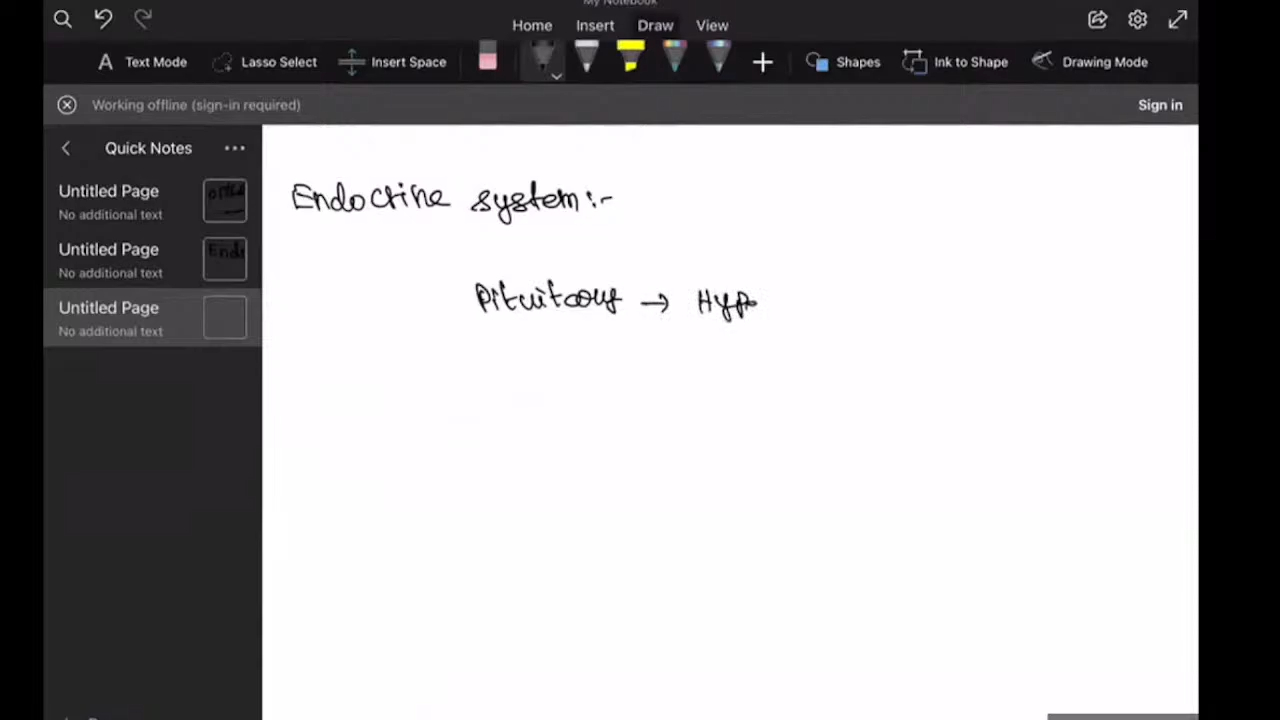 My Notebook
Home Insert Draw View
Text Mode Lasso Select Insert Space Shapes Ink to Shape Drawing Mode
Working offline (sign-in required) Sign in
Quick Notes
Untitled Page
No additional text
Untitled Page
No additional text
Untitled Page
No additional text
Endocrine system:-
Pituitary → Hypo